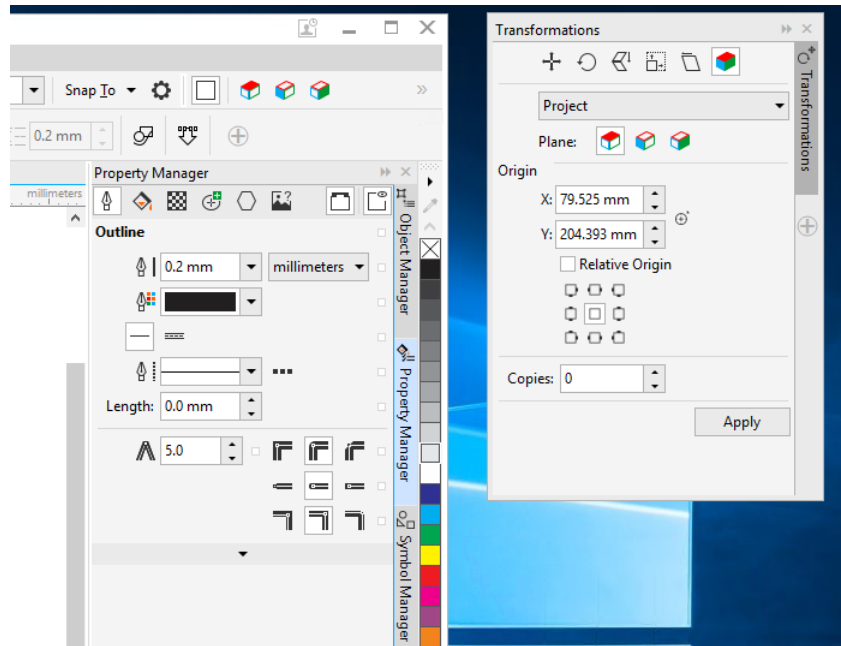 Snap To
0.2 mm
millimeters
Property Manager
Outline
0.2 mm
millimeters
Length: 0.0 mm
5.0
Object Manager
Property Manager
Symbol Manager
Transformations
Project
Plane:
Origin
X: 79.525 mm
Y: 204.393 mm
Relative Origin
Copies: 0
Apply
Transformations